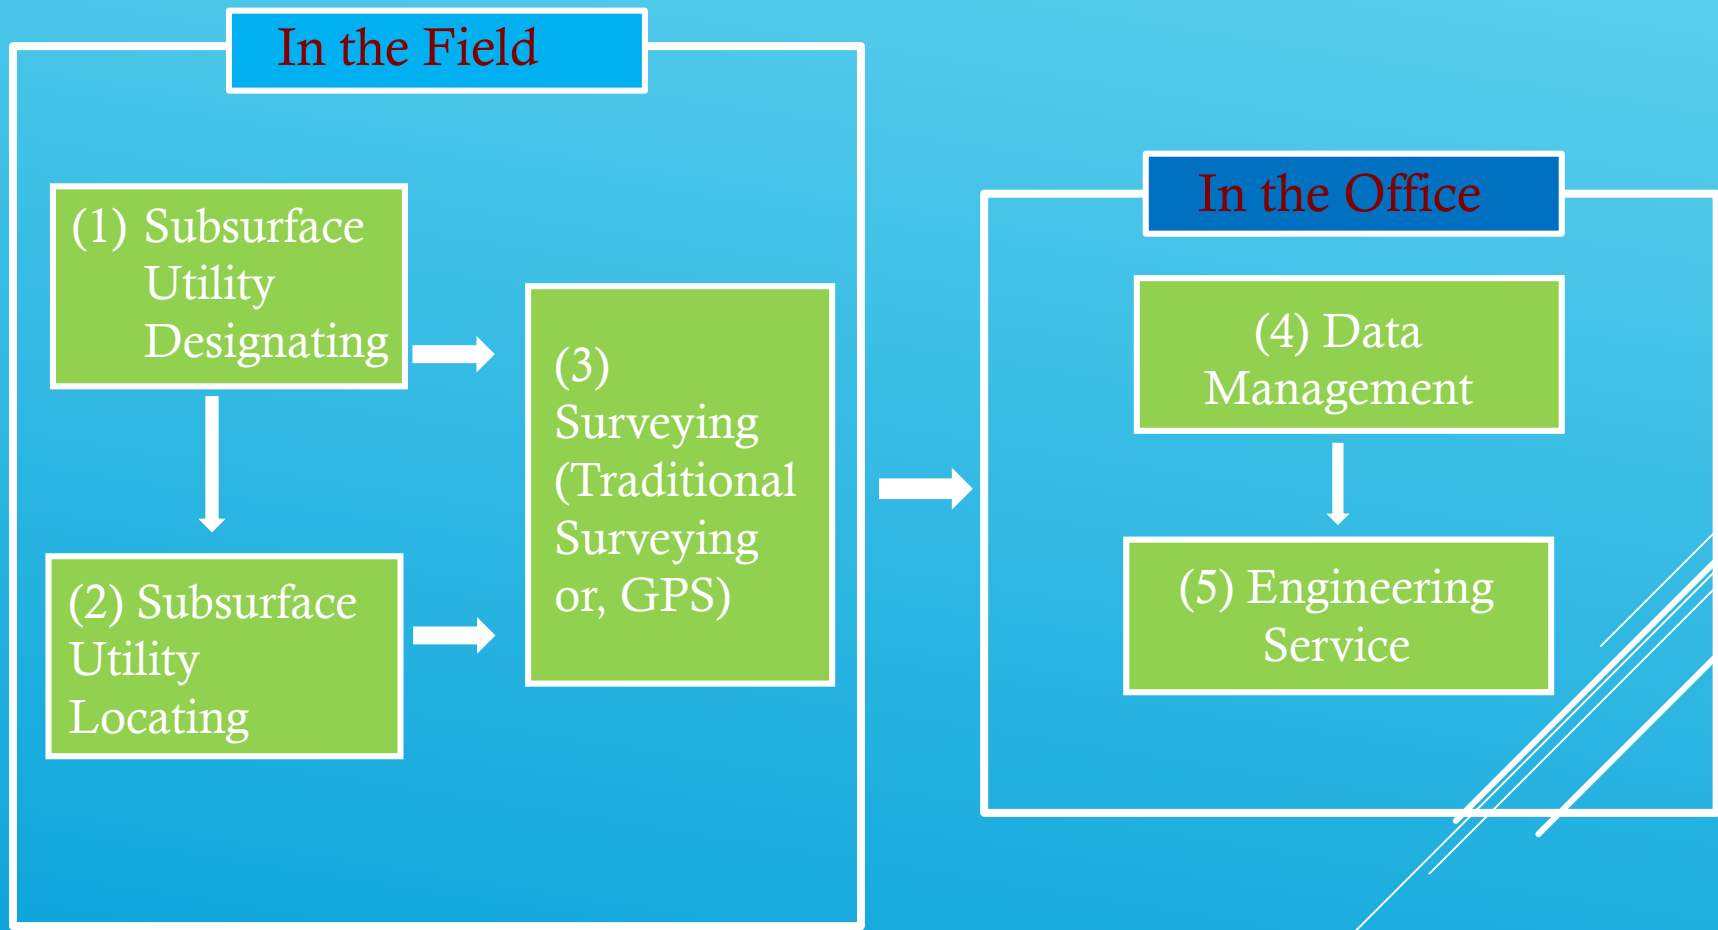 In the Field
(1) Subsurface
Utility
Designating
(2) Subsurface
Utility
Locating
(3)
Surveying
(Traditional
Surveying
or, GPS)
In the Office
(4) Data
Management
(5) Engineering
Service